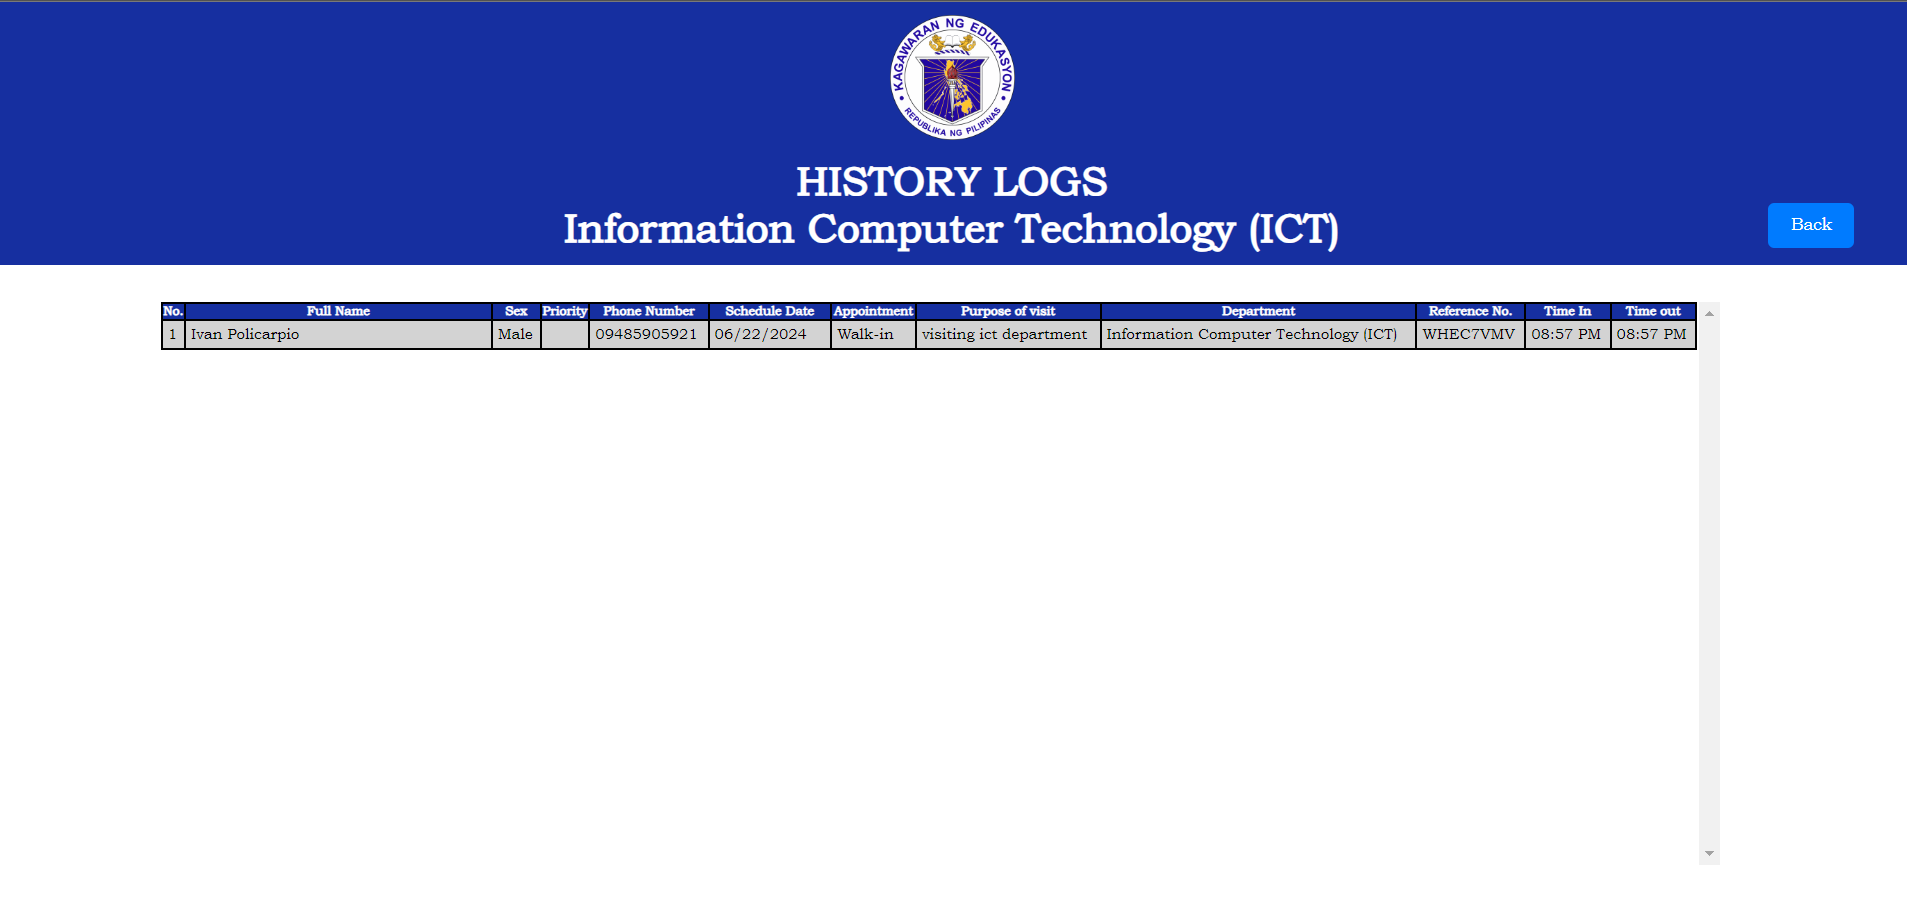 KAGAWARAN NG EDUKASYON
REPUBLIKA NG PILIPINAS
HISTORY LOGS
Information Computer Technology (ICT)
Back
No. Full Name Sex Priority Phone Number Schedule Date Appointment Purpose of visit Department Reference No. Time In Time out
1 Ivan Policarpio Male 09485905921 06/22/2024 Walk-in visiting ict department Information Computer Technology (ICT) WHEC7VMV 08:57 PM 08:57 PM